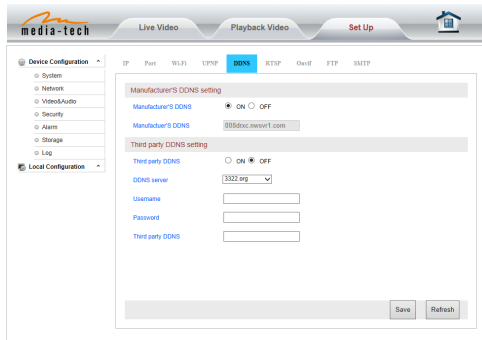 media-tech
Live Video Playback Video Set Up
Device Configuration
System
Network
Video&Audio
Security
Alarm
Storage
Log
Local Configuration
IP Port Wi-Fi UPNP DDNS RTSP Onvif FTP SMTP
Manufacturer'S DDNS setting
Manufacturer'S DDNS ON OFF
Manufactuer'S DDNS 005drxc.nwsvr1.com
Third party DDNS setting
Third party DDNS ON OFF
DDNS server 3322.org
Username
Password
Third party DDNS
Save Refresh